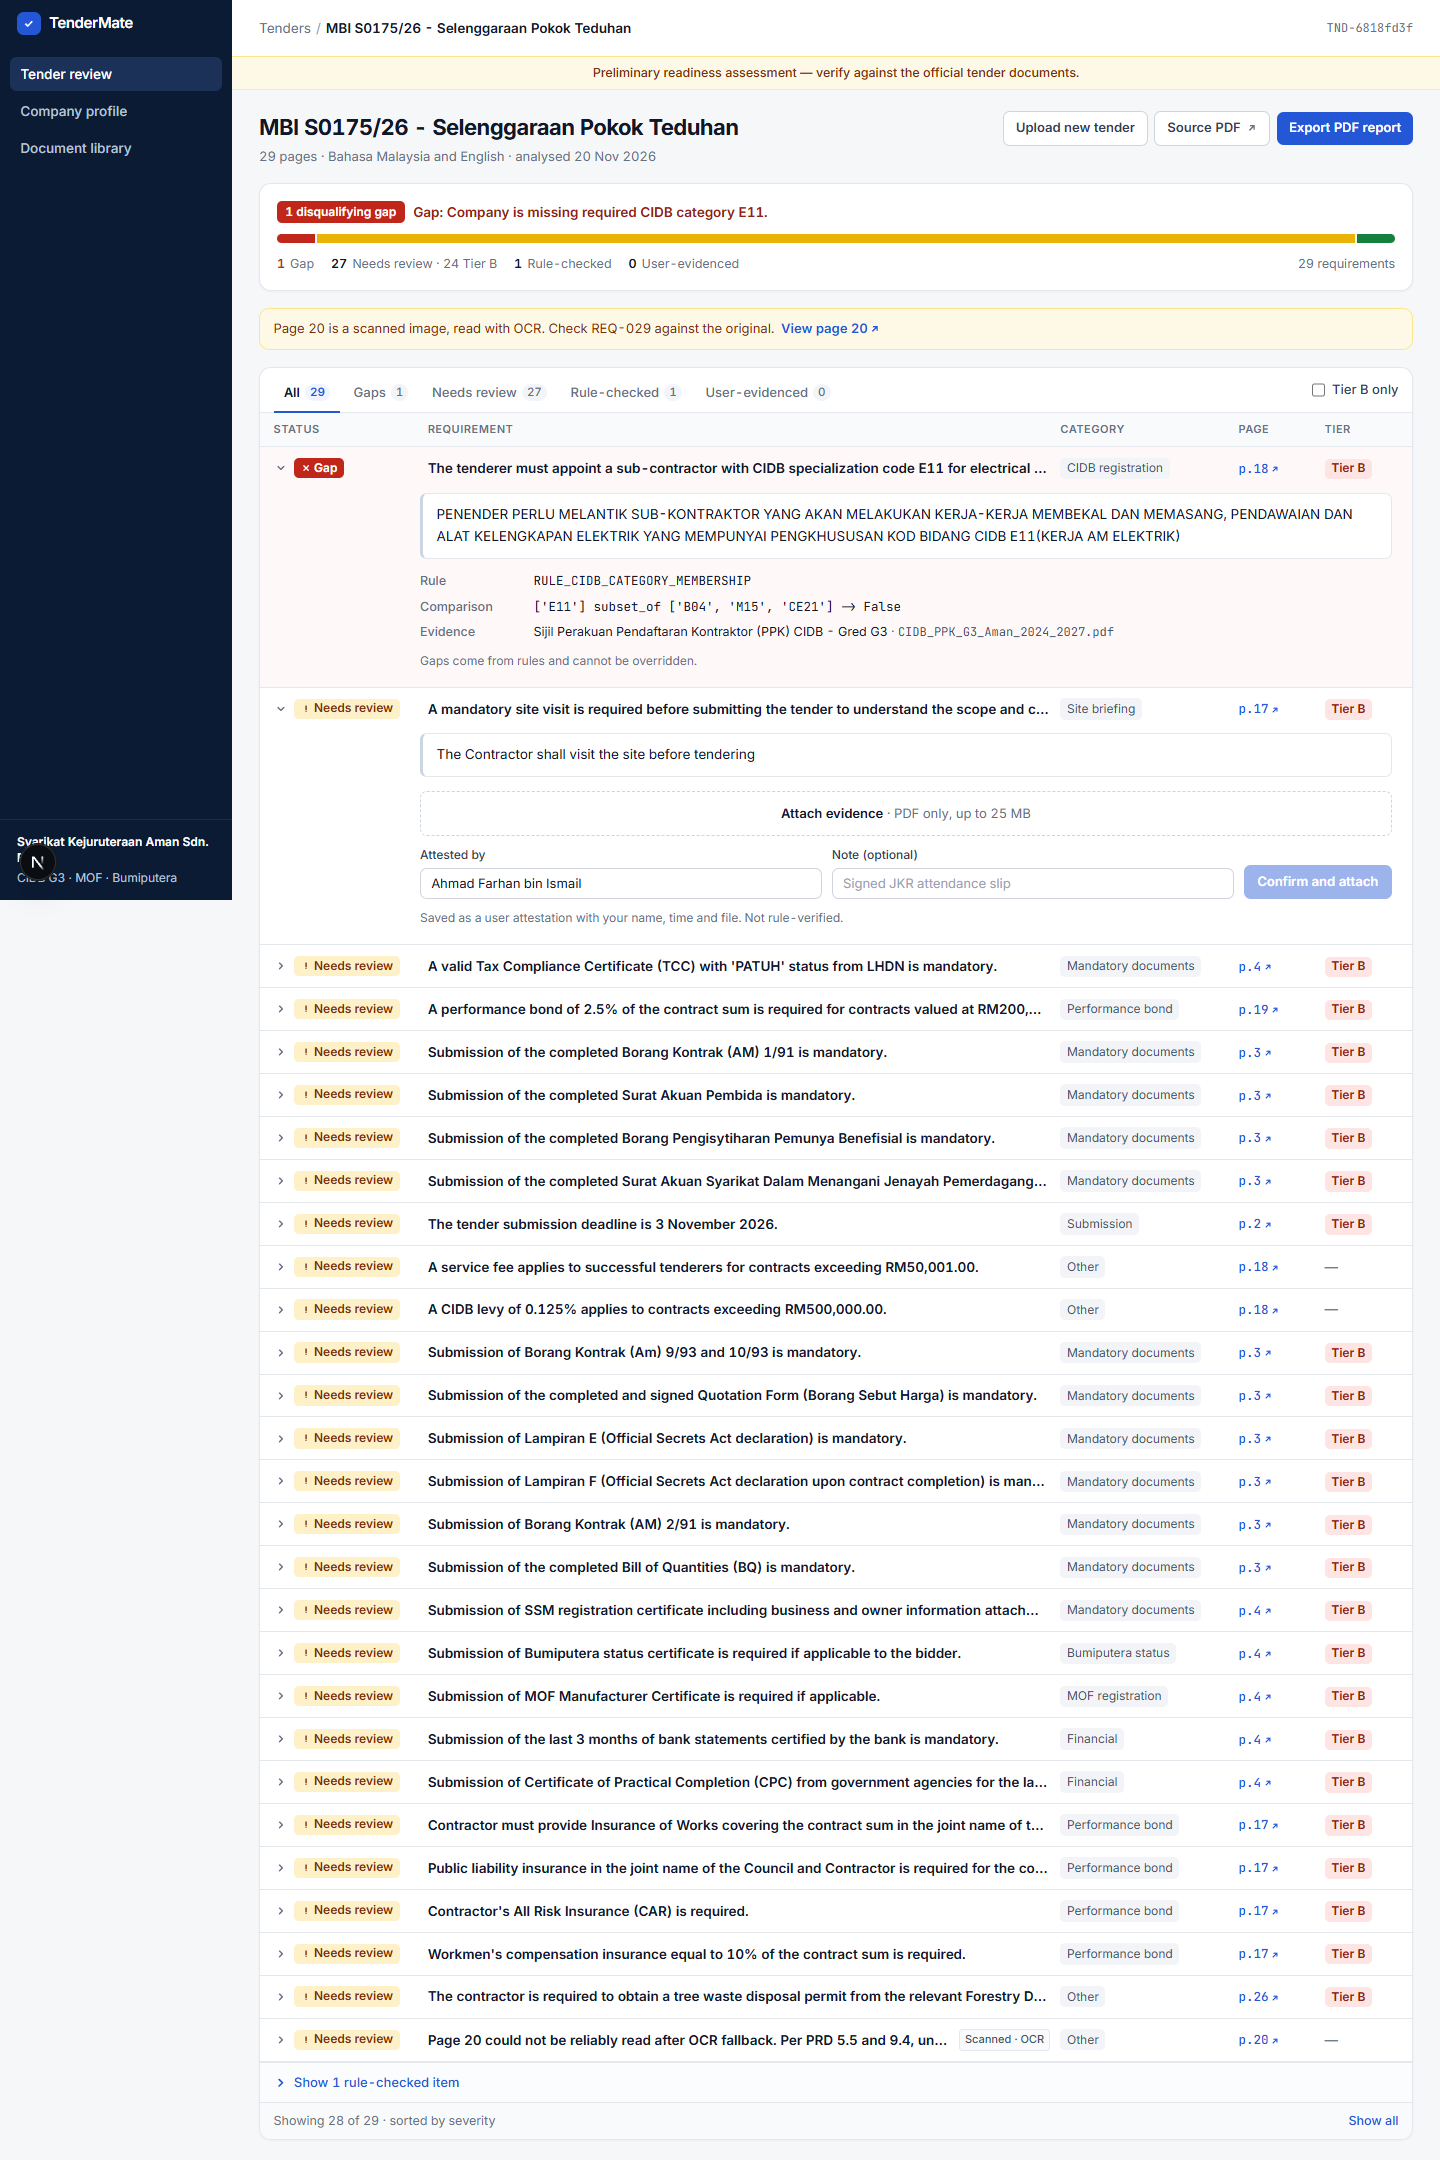 TenderMate
Tender review
Company profile
Document library
Syarikat Kejuruteraan Aman Sdn.
G3 · MOF · Bumiputera
N
Tenders / MBI S0175/26 - Selenggaraan Pokok Teduhan
TND-6818fd3f
Preliminary readiness assessment — verify against the official tender documents.
MBI S0175/26 - Selenggaraan Pokok Teduhan
29 pages · Bahasa Malaysia and English · analysed 20 Nov 2026
Upload new tender
Source PDF ↗
Export PDF report
1 disqualifying gap Gap: Company is missing required CIDB category E11.
1 Gap 27 Needs review · 24 Tier B 1 Rule-checked 0 User-evidenced 29 requirements
Page 20 is a scanned image, read with OCR. Check REQ-029 against the original. View page 20 ↗
All 29 Gaps 1 Needs review 27 Rule-checked 1 User-evidenced 0 Tier B only
STATUS REQUIREMENT CATEGORY PAGE TIER
× Gap The tenderer must appoint a sub-contractor with CIDB specialization code E11 for electrical ... CIDB registration p.18 ↗ Tier B
PENENDER PERLU MELANTIK SUB-KONTRAKTOR YANG AKAN MELAKUKAN KERJA-KERJA MEMBEKAL DAN MEMASANG, PENDAWAIAN DAN
ALAT KELENGKAPAN ELEKTRIK YANG MEMPUNYAI PENGKHUSUSAN KOD BIDANG CIDB E11(KERJA AM ELEKTRIK)
Rule RULE_CIDB_CATEGORY_MEMBERSHIP
Comparison ['E11'] subset_of ['B04', 'M15', 'CE21'] –> False
Evidence Sijil Perakuan Pendaftaran Kontraktor (PPK) CIDB - Gred G3 · CIDB_PPK_G3_Aman_2024_2027.pdf
Gaps come from rules and cannot be overridden.
! Needs review A mandatory site visit is required before submitting the tender to understand the scope and c... Site briefing p.17 ↗ Tier B
The Contractor shall visit the site before tendering
Attach evidence · PDF only, up to 25 MB
Attested by Note (optional)
Ahmad Farhan bin Ismail Signed JKR attendance slip Confirm and attach
Saved as a user attestation with your name, time and file. Not rule-verified.
! Needs review A valid Tax Compliance Certificate (TCC) with 'PATUH' status from LHDN is mandatory. Mandatory documents p.4 ↗ Tier B
! Needs review A performance bond of 2.5% of the contract sum is required for contracts valued at RM200,... Performance bond p.19 ↗ Tier B
! Needs review Submission of the completed Borang Kontrak (AM) 1/91 is mandatory. Mandatory documents p.3 ↗ Tier B
! Needs review Submission of the completed Surat Akuan Pembida is mandatory. Mandatory documents p.3 ↗ Tier B
! Needs review Submission of the completed Borang Pengisytiharan Pemunya Benefisial is mandatory. Mandatory documents p.3 ↗ Tier B
! Needs review Submission of the completed Surat Akuan Syarikat Dalam Menangani Jenayah Pemerdagang... Mandatory documents p.3 ↗ Tier B
! Needs review The tender submission deadline is 3 November 2026. Submission p.2 ↗ Tier B
! Needs review A service fee applies to successful tenderers for contracts exceeding RM50,001.00. Other p.18 ↗ —
! Needs review A CIDB levy of 0.125% applies to contracts exceeding RM500,000.00. Other p.18 ↗ —
! Needs review Submission of Borang Kontrak (Am) 9/93 and 10/93 is mandatory. Mandatory documents p.3 ↗ Tier B
! Needs review Submission of the completed and signed Quotation Form (Borang Sebut Harga) is mandatory. Mandatory documents p.3 ↗ Tier B
! Needs review Submission of Lampiran E (Official Secrets Act declaration) is mandatory. Mandatory documents p.3 ↗ Tier B
! Needs review Submission of Lampiran F (Official Secrets Act declaration upon contract completion) is man... Mandatory documents p.3 ↗ Tier B
! Needs review Submission of Borang Kontrak (AM) 2/91 is mandatory. Mandatory documents p.3 ↗ Tier B
! Needs review Submission of the completed Bill of Quantities (BQ) is mandatory. Mandatory documents p.3 ↗ Tier B
! Needs review Submission of SSM registration certificate including business and owner information attach... Mandatory documents p.4 ↗ Tier B
! Needs review Submission of Bumiputera status certificate is required if applicable to the bidder. Bumiputera status p.4 ↗ Tier B
! Needs review Submission of MOF Manufacturer Certificate is required if applicable. MOF registration p.4 ↗ Tier B
! Needs review Submission of the last 3 months of bank statements certified by the bank is mandatory. Financial p.4 ↗ Tier B
! Needs review Submission of Certificate of Practical Completion (CPC) from government agencies for the la... Financial p.4 ↗ Tier B
! Needs review Contractor must provide Insurance of Works covering the contract sum in the joint name of t... Performance bond p.17 ↗ Tier B
! Needs review Public liability insurance in the joint name of the Council and Contractor is required for the co... Performance bond p.17 ↗ Tier B
! Needs review Contractor's All Risk Insurance (CAR) is required. Performance bond p.17 ↗ Tier B
! Needs review Workmen's compensation insurance equal to 10% of the contract sum is required. Performance bond p.17 ↗ Tier B
! Needs review The contractor is required to obtain a tree waste disposal permit from the relevant Forestry D... Other p.26 ↗ Tier B
! Needs review Page 20 could not be reliably read after OCR fallback. Per PRD 5.5 and 9.4, un... Scanned · OCR Other p.20 ↗ —
Show 1 rule-checked item
Showing 28 of 29 · sorted by severity Show all